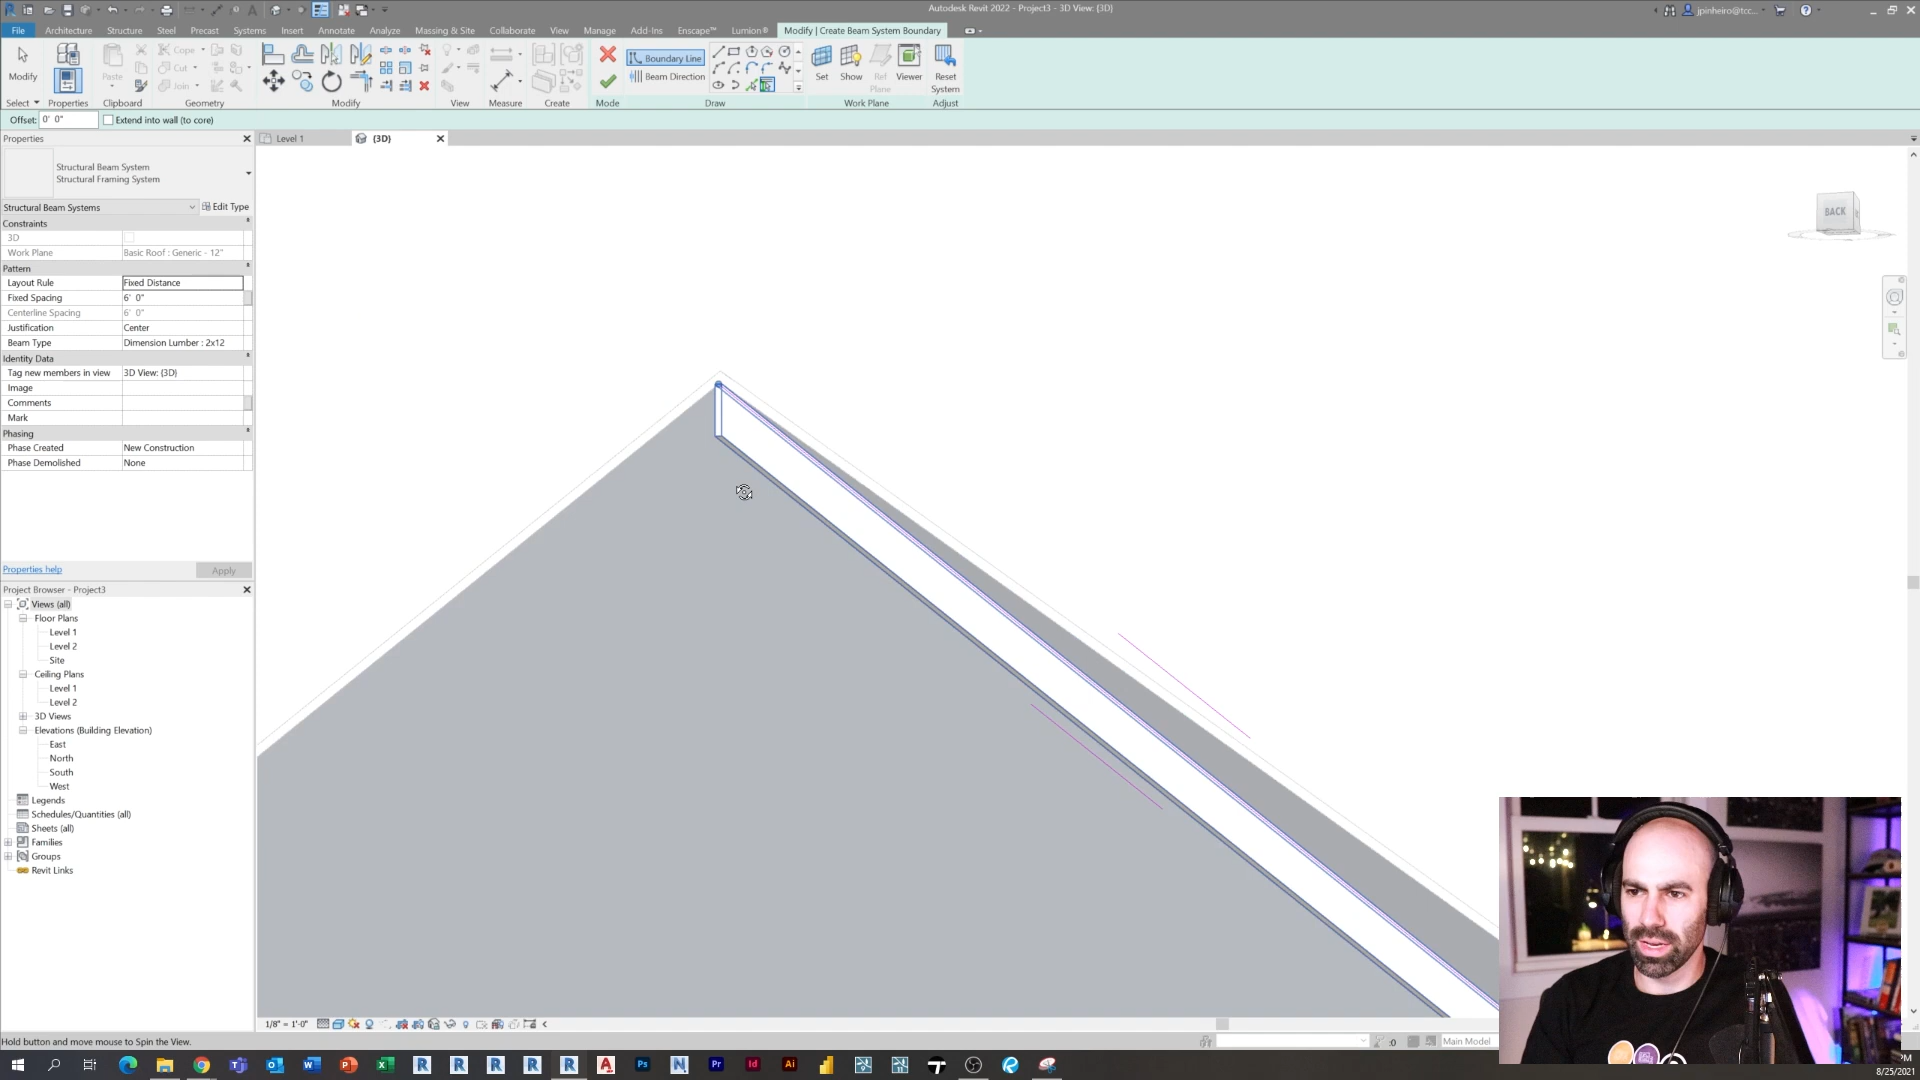 Autodesk Revit 2022 - Project3 - 3D View: {3D}
jpinheiro@tcc...
File Architecture Structure Steel Precast Systems Insert Annotate Analyze Massing & Site Collaborate View Manage Add-Ins Enscape™ Lumion® Modify | Create Beam System Boundary
Modify
Paste
Cope
Cut
Join
Boundary Line
Beam Direction
Set Show Ref Plane Viewer Reset System
Select Properties Clipboard Geometry Modify View Measure Create Mode Draw Work Plane Adjust
Offset: 0' 0" Extend into wall (to core)
Properties
Level 1 {3D}
Structural Beam System
Structural Framing System
Structural Beam Systems Edit Type
Constraints
3D
Work Plane Basic Roof : Generic - 12"
Pattern
Layout Rule Fixed Distance
Fixed Spacing 6' 0"
Centerline Spacing 6' 0"
Justification Center
Beam Type Dimension Lumber : 2x12
Identity Data
Tag new members in view 3D View: {3D}
Image
Comments
Mark
Phasing
Phase Created New Construction
Phase Demolished None
BACK
Properties help Apply
Project Browser - Project3
Views (all)
Floor Plans
Level 1
Level 2
Site
Ceiling Plans
Level 1
Level 2
3D Views
Elevations (Building Elevation)
East
North
South
West
Legends
Schedules/Quantities (all)
Sheets (all)
Families
Groups
Revit Links
1/8" = 1'-0"
Hold button and move mouse to Spin the View.
:0 Main Model
PM
8/25/2021